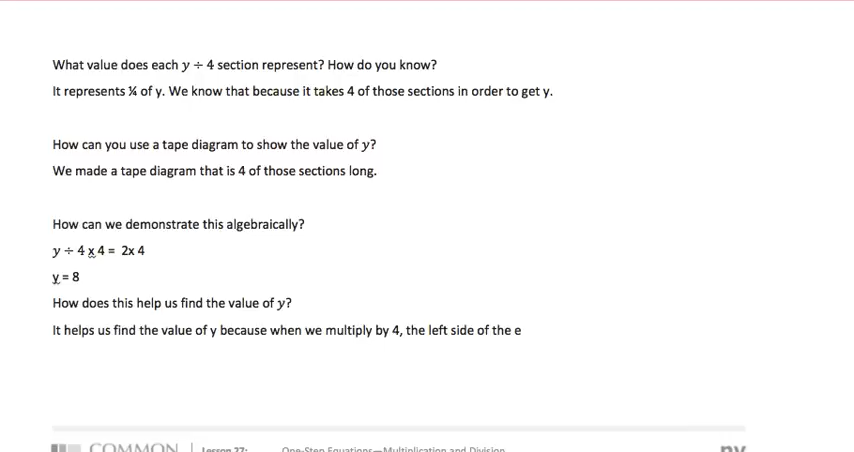 What value does each y ÷ 4 section represent? How do you know?
It represents ¼ of y. We know that because it takes 4 of those sections in order to get y.
How can you use a tape diagram to show the value of y?
We made a tape diagram that is 4 of those sections long.
How can we demonstrate this algebraically?
y ÷ 4 x 4 = 2x 4
y = 8
How does this help us find the value of y?
It helps us find the value of y because when we multiply by 4, the left side of the e
COMMON | Lesson 27: One-Step Equations—Multiplication and Division ny